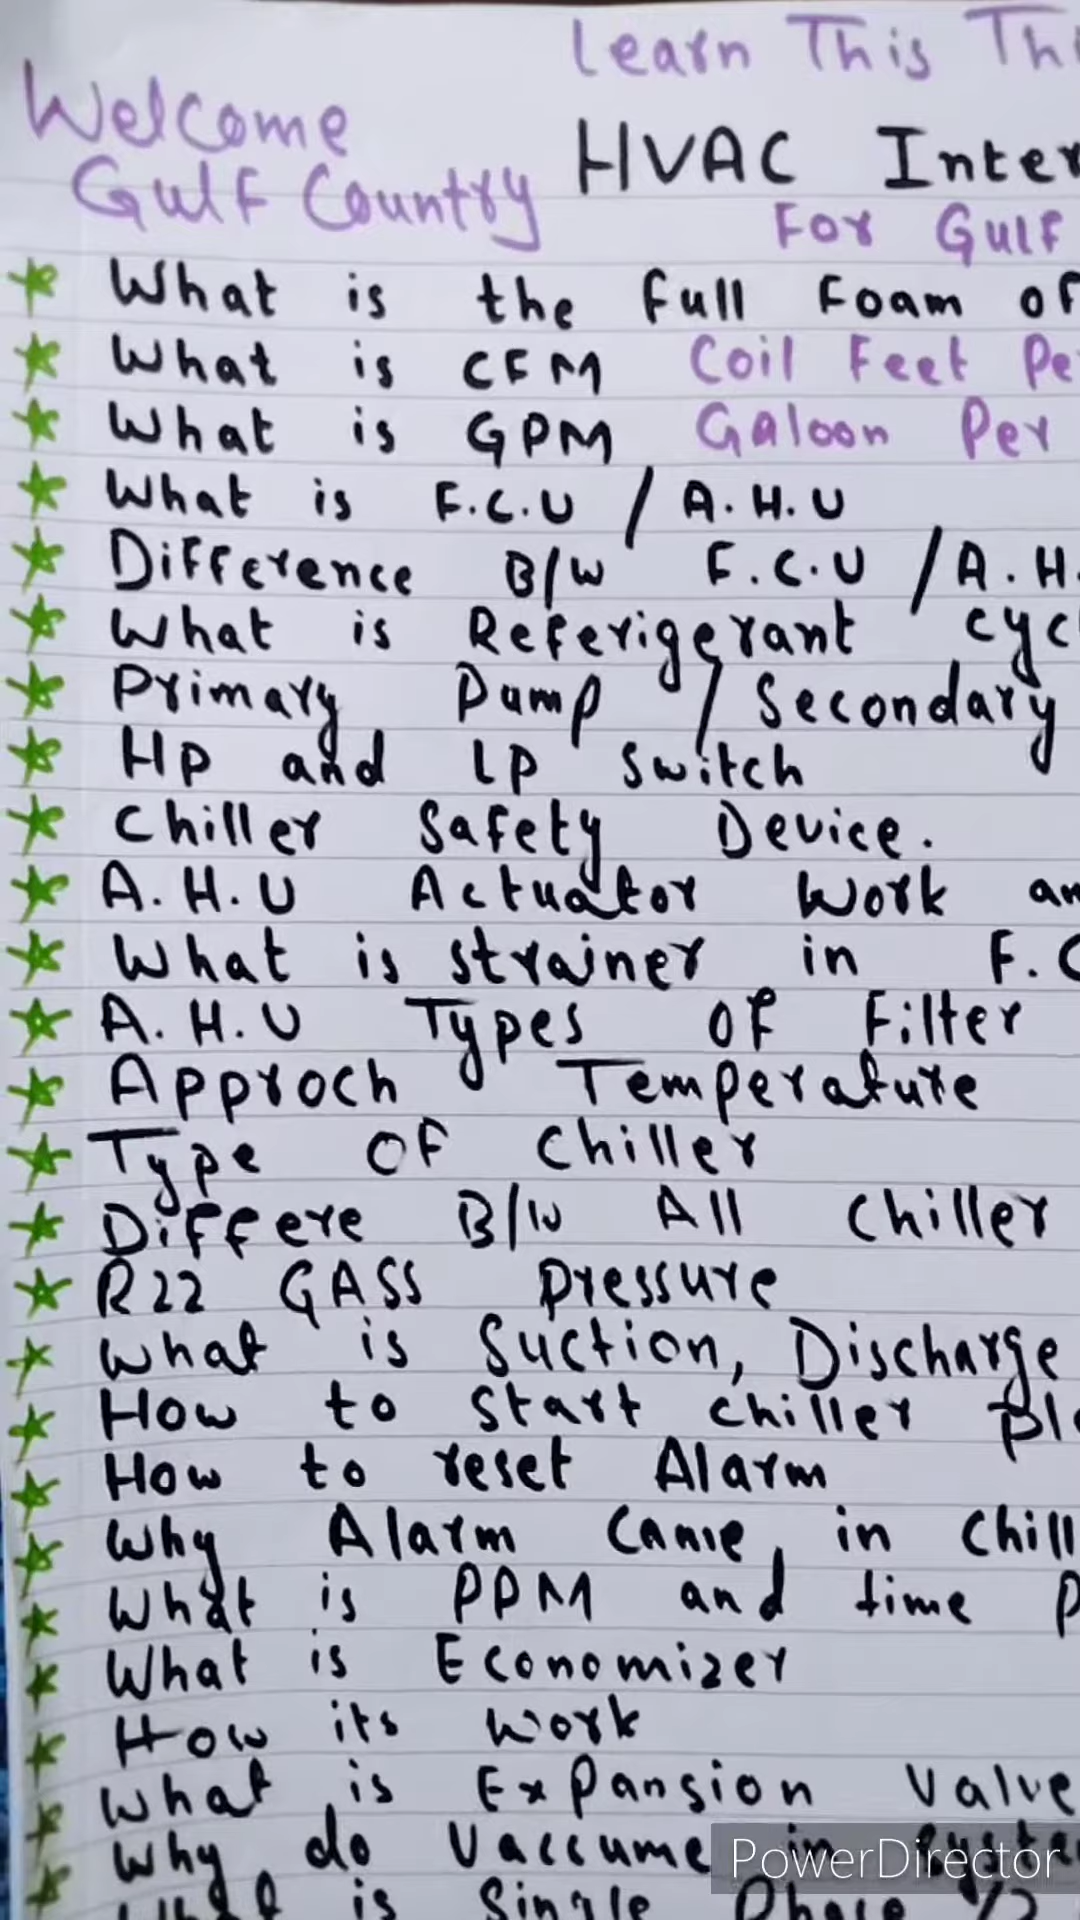 Learn This Thi
Welcome
Gulf Country
HVAC Inter
For Gulf
What is the full Foam of
What is CFM Coil Feet Pe
What is GPM Galoon Per
What is F.C.U / A.H.U
Difference B/w F.C.U / A.H.
What is Referigerant cycl
Primary Pump / Secondary
HP and LP Switch
Chiller Safety Device.
A.H.U Actuator Work an
What is strainer in F.C
A.H.U Types of Filter
Approch Temperature
Type of chiller
Differe B/w All chiller
R22 GASS Pressure
What is Suction, Discharge
How to start chiller pla
How to reset Alarm
Why Alarm Came, in Chill
What is PPM and time P
What is Economizer
How its work
What is Expansion Valve
Why do Vaccume in syste
is Single Phase
PowerDirector